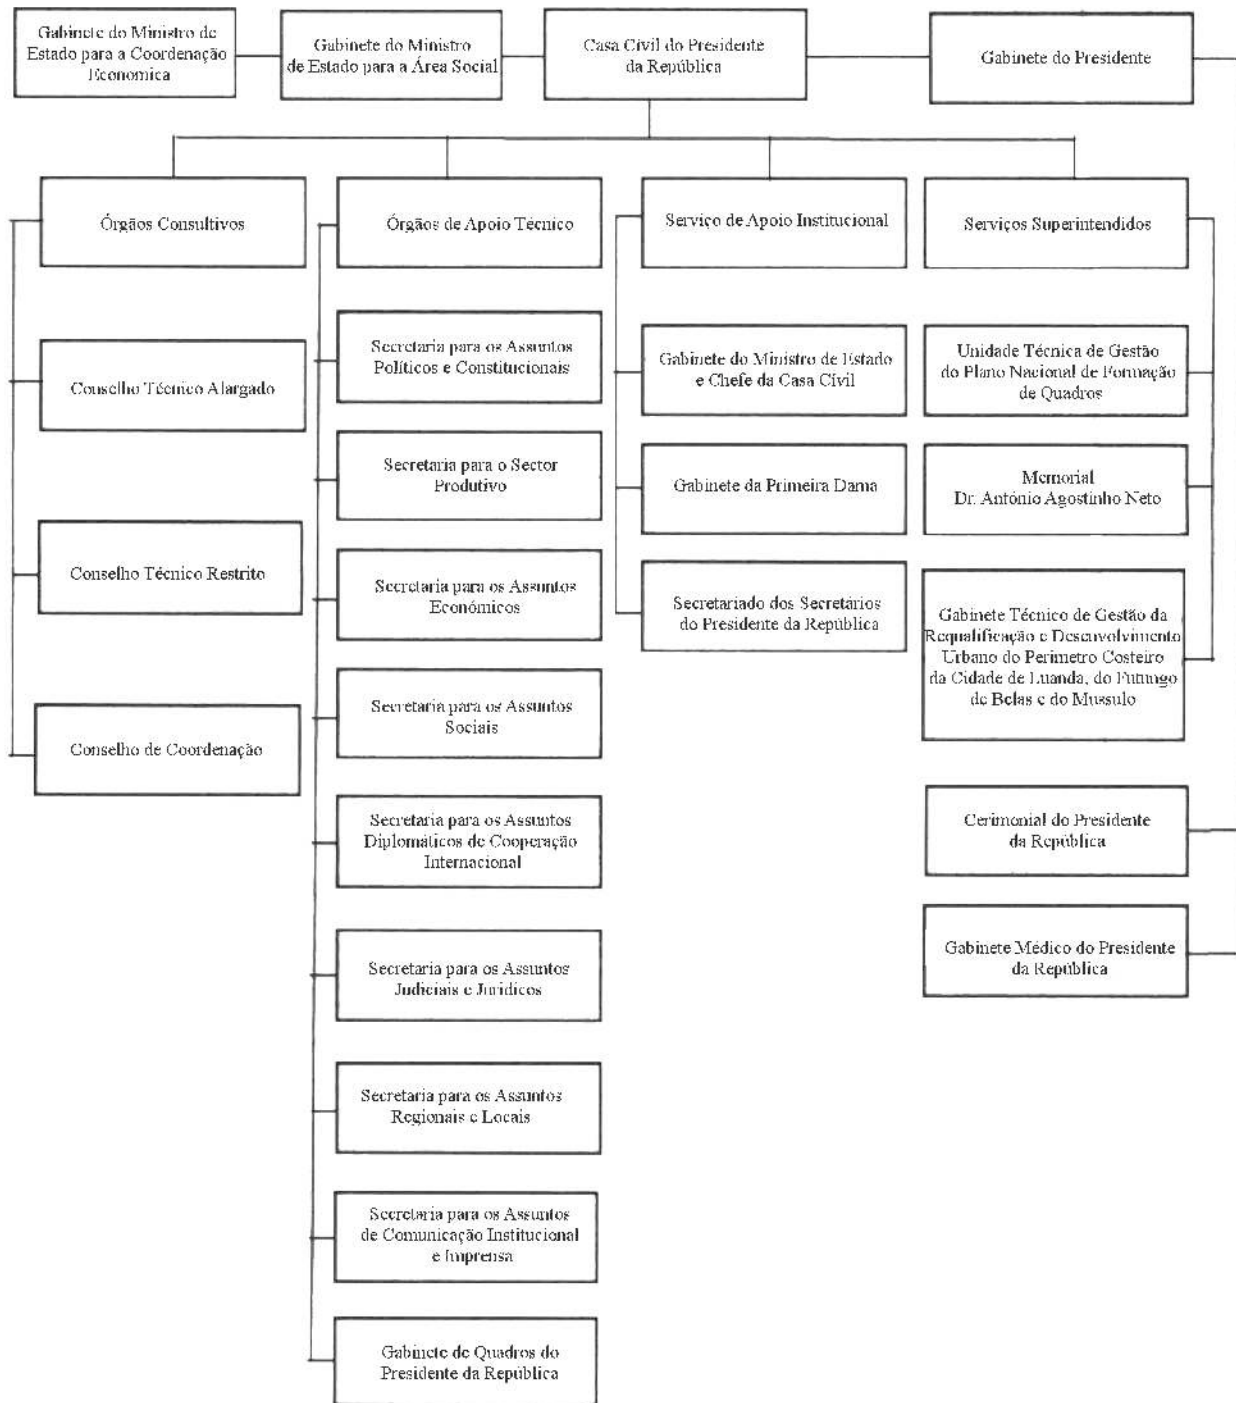 Gabinete do Ministro de
Estado para a Coordenação
Economica
Gabinete do Ministro
de Estado para a Área Social
Casa Civil do Presidente
da República
Gabinete do Presidente
Órgãos Consultivos
Conselho Técnico Alargado
Conselho Técnico Restrito
Conselho de Coordenação
Órgãos de Apoio Técnico
Secretaria para os Assuntos
Políticos e Constitucionais
Secretaria para o Sector
Produtivo
Secretaria para os Assuntos
Económicos
Secretaria para os Assuntos
Sociais
Secretaria para os Assuntos
Diplomáticos de Cooperação
Internacional
Secretaria para os Assuntos
Judiciais e Jurídicos
Secretaria para os Assuntos
Regionais e Locais
Secretaria para os Assuntos
de Comunicação Institucional
e Imprensa
Gabinete de Quadros do
Presidente da República
Serviço de Apoio Institucional
Gabinete do Ministro de Estado
e Chefe da Casa Civil
Gabinete da Primeira Dama
Secretariado dos Secretários
do Presidente da República
Serviços Superintendidos
Unidade Técnica de Gestão
do Plano Nacional de Formação
de Quadros
Memorial
Dr. António Agostinho Neto
Gabinete Técnico de Gestão da
Requalificação e Desenvolvimento
Urbano do Perimetro Costeiro
da Cidade de Luanda, do Futungo
de Belas e do Mussulo
Cerimonial do Presidente
da República
Gabinete Médico do Presidente
da República